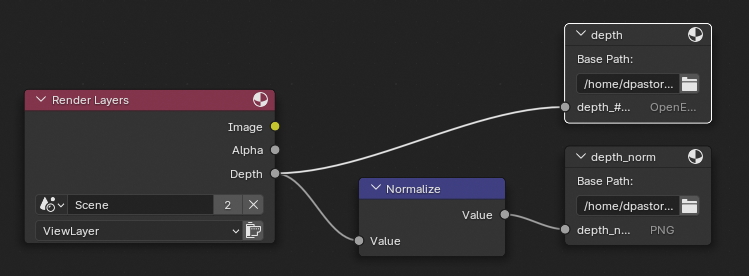 Render Layers
Image
Alpha
Depth
Scene
2
ViewLayer
Normalize
Value
Value
depth
Base Path:
/home/dpastor...
depth_#... OpenE...
depth_norm
Base Path:
/home/dpastor...
depth_n... PNG